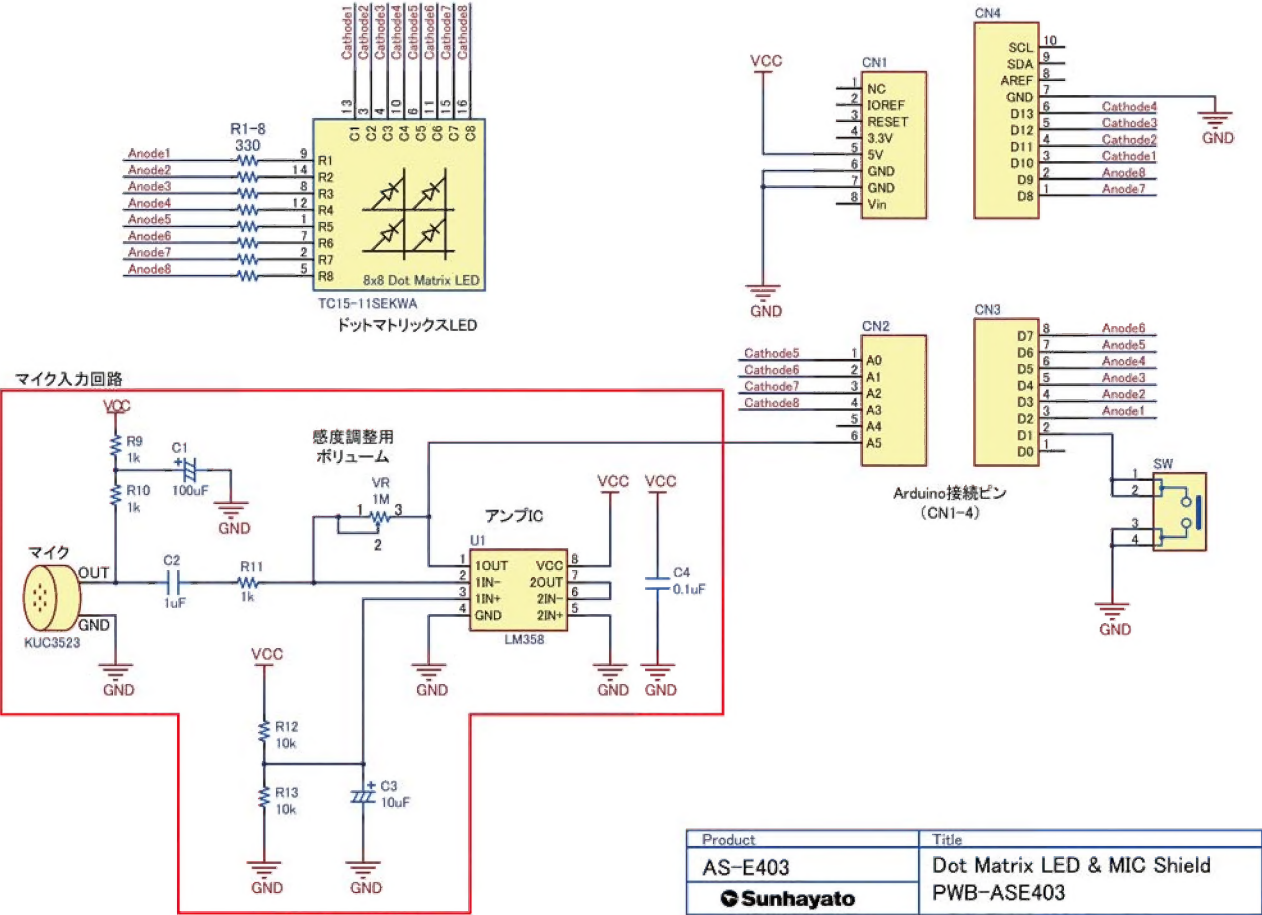 Cathode1
Cathode2
Cathode3
Cathode4
Cathode5
Cathode6
Cathode7
Cathode8
13
3
4
10
6
11
15
16
C1
C2
C3
C4
C5
C6
C7
C8
R1-8
330
Anode1
9
R1
Anode2
14
R2
Anode3
8
R3
Anode4
12
R4
Anode5
1
R5
Anode6
7
R6
Anode7
2
R7
Anode8
5
R8
8x8 Dot Matrix LED
TC15-11SEKWA
ドットマトリックスLED
VCC
CN1
1
NC
2
IOREF
3
RESET
4
3.3V
5
5V
6
GND
7
GND
8
Vin
GND
CN4
SCL
10
SDA
9
AREF
8
GND
7
D13
6
Cathode4
D12
5
Cathode3
D11
4
Cathode2
D10
3
Cathode1
D9
2
Anode8
D8
1
Anode7
GND
CN2
Cathode5
1
A0
Cathode6
2
A1
Cathode7
3
A2
Cathode8
4
A3
5
A4
6
A5
CN3
D7
8
Anode6
D6
7
Anode5
D5
6
Anode4
D4
5
Anode3
D3
4
Anode2
D2
3
Anode1
D1
2
D0
1
Arduino接続ピン
(CN1-4)
SW
1
2
3
4
GND
マイク入力回路
VCC
R9
1k
C1
+
100uF
R10
1k
GND
マイク
OUT
GND
KUC3523
GND
C2
1uF
R11
1k
感度調整用
ボリューム
VR
1M
1
3
2
アンプIC
U1
1
1OUT
2
1IN-
3
1IN+
4
GND
VCC
8
2OUT
7
2IN-
6
2IN+
5
LM358
VCC
VCC
C4
0.1uF
GND
GND
GND
VCC
R12
10k
R13
10k
+
C3
10uF
GND
GND
Product
Title
AS-E403
Dot Matrix LED & MIC Shield
PWB-ASE403
Sunhayato